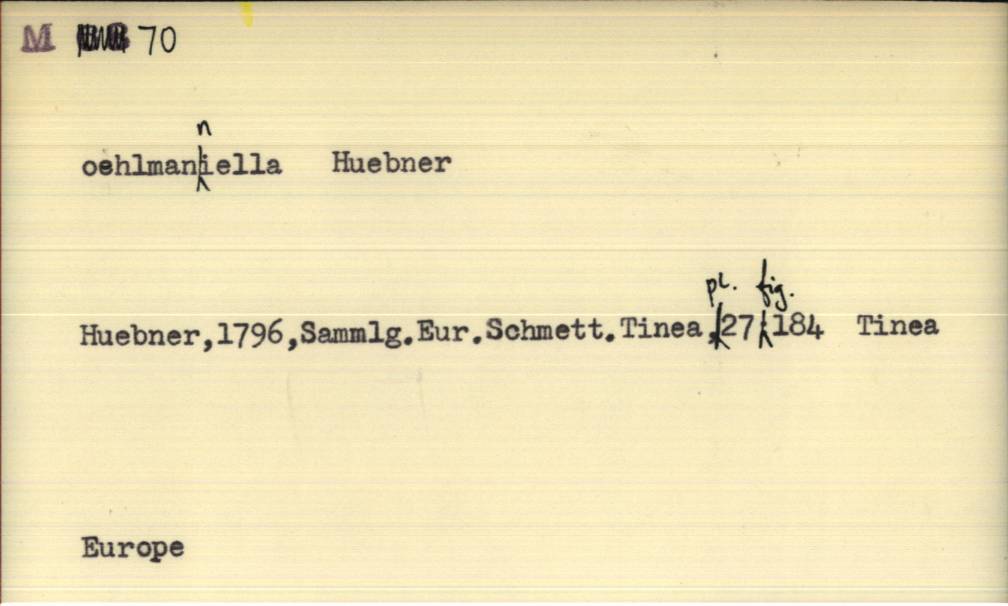 M 70
n
oehlmaniella Huebner
pl. fig.
Huebner,1796,Sammlg.Eur.Schmett.Tinea,27:184 Tinea
Europe